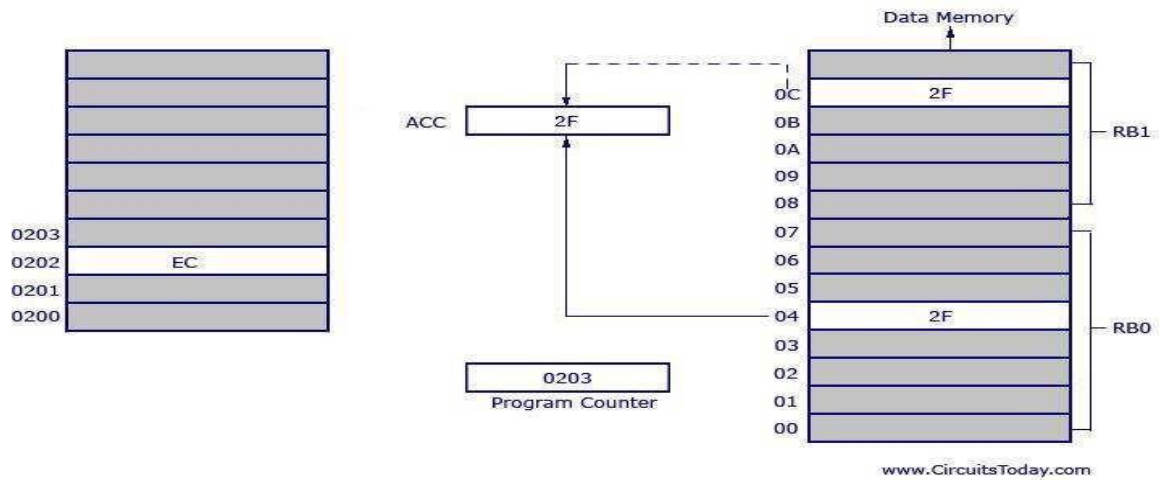 Data Memory
0C
2F
ACC
2F
0B
RB1
0A
09
08
0203
07
0202
EC
06
0201
05
0200
04
2F
RB0
03
0203
02
Program Counter
01
00
www.CircuitsToday.com